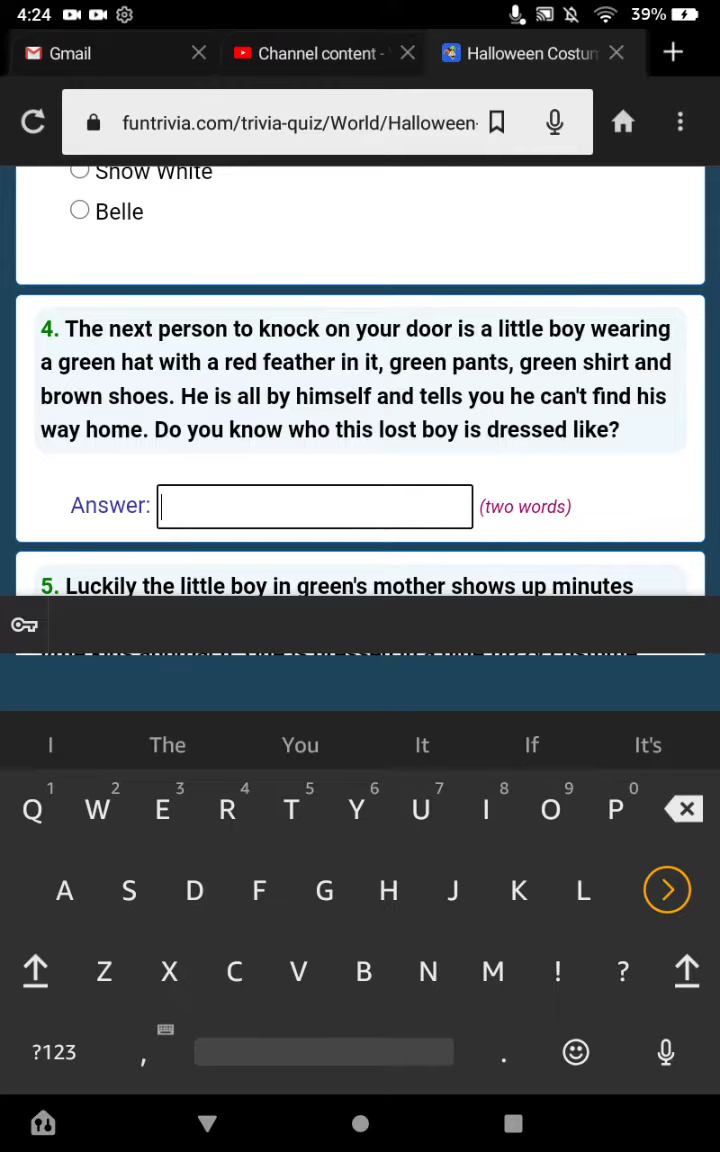 4:24 39%
Gmail Channel content - Halloween Costum
funtrivia.com/trivia-quiz/World/Halloween-
Snow White
Belle
4. The next person to knock on your door is a little boy wearing
a green hat with a red feather in it, green pants, green shirt and
brown shoes. He is all by himself and tells you he can't find his
way home. Do you know who this lost boy is dressed like?
Answer: (two words)
5. Luckily the little boy in green's mother shows up minutes
I The You It If It's
1 2 3 4 5 6 7 8 9 0
Q W E R T Y U I O P
A S D F G H J K L
Z X C V B N M ! ?
?123 , .